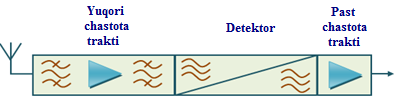 Yuqori
chastota
trakti
Detektor
Past
chastota
trakti